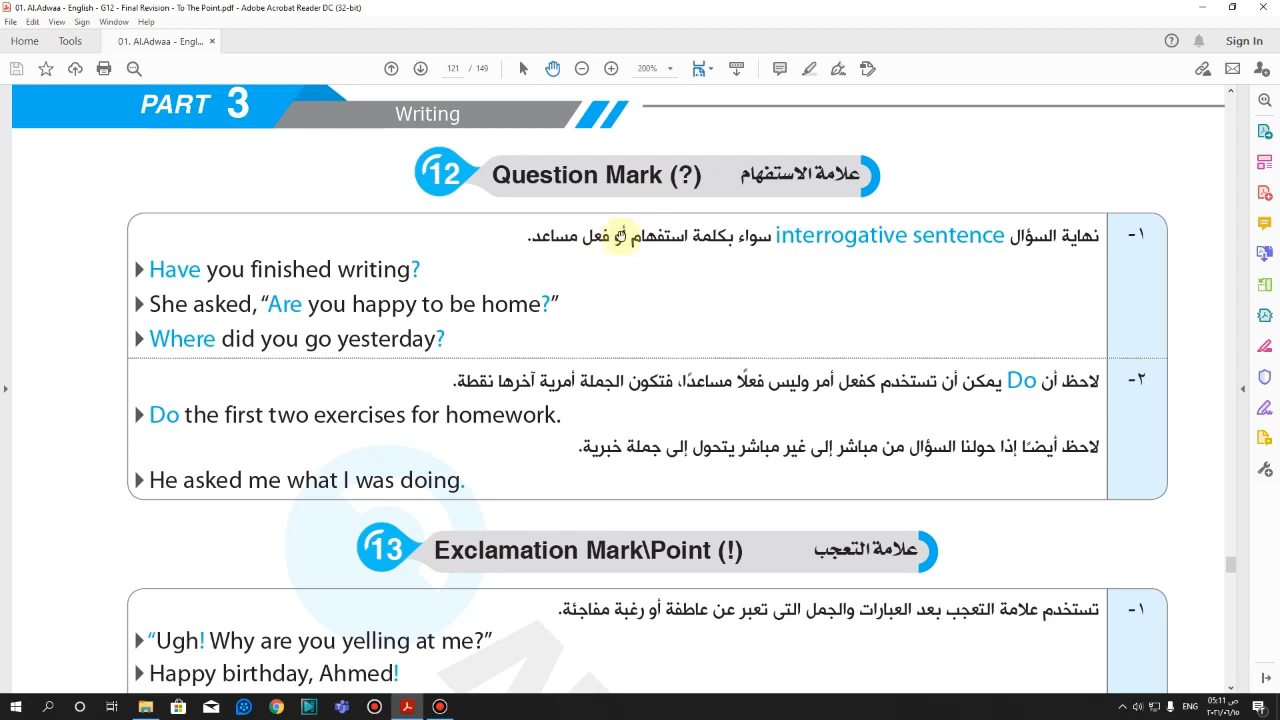 01. Al.Adwaa - English - G12 - Final Revision - To The Point.pdf - Adobe Acrobat Reader DC (32-bit)
File Edit View Sign Window Help
Home Tools 01. Al.Adwaa - Engl... × Sign In
121 / 149 200%
PART 3 Writing
12 Question Mark (?) علامة الاستفهام
١- نهاية السؤال interrogative sentence سواء بكلمة استفهام أو فعل مساعد.
Have you finished writing?
She asked, “Are you happy to be home?”
Where did you go yesterday?
٢- لاحظ أن Do يمكن أن تستخدم كفعل أمر وليس فعلًا مساعدًا، فتكون الجملة أمرية آخرها نقطة.
Do the first two exercises for homework.
لاحظ أيضًا إذا حولنا السؤال من مباشر إلى غير مباشر يتحول إلى جملة خبرية.
He asked me what I was doing.
13 Exclamation Mark\Point (!) علامة التعجب
١- تستخدم علامة التعجب بعد العبارات والجمل التى تعبر عن عاطفة أو رغبة مفاجئة.
“Ugh! Why are you yelling at me?”
Happy birthday, Ahmed!
05:11 ص
٢٠٢١/٠٦/١٥